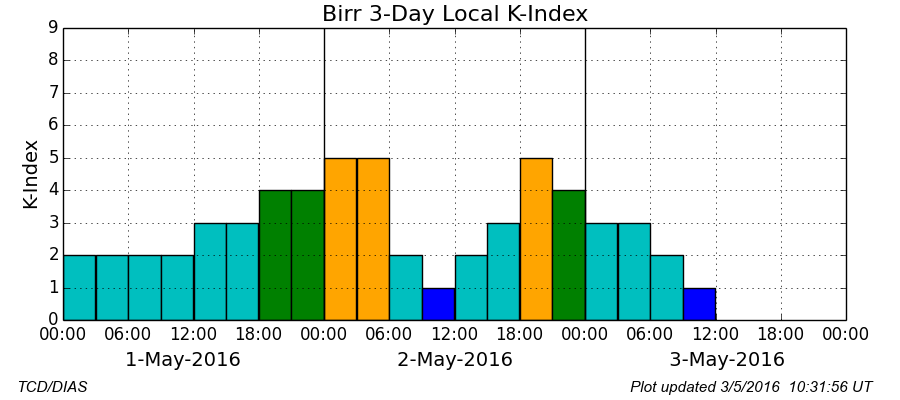 Birr 3-Day Local K-Index
9
8
7
6
5
4
3
2
1
0
K-Index
00:00 06:00 12:00 18:00 00:00 06:00 12:00 18:00 00:00 06:00 12:00 18:00 00:00
1-May-2016 2-May-2016 3-May-2016
TCD/DIAS Plot updated 3/5/2016 10:31:56 UT